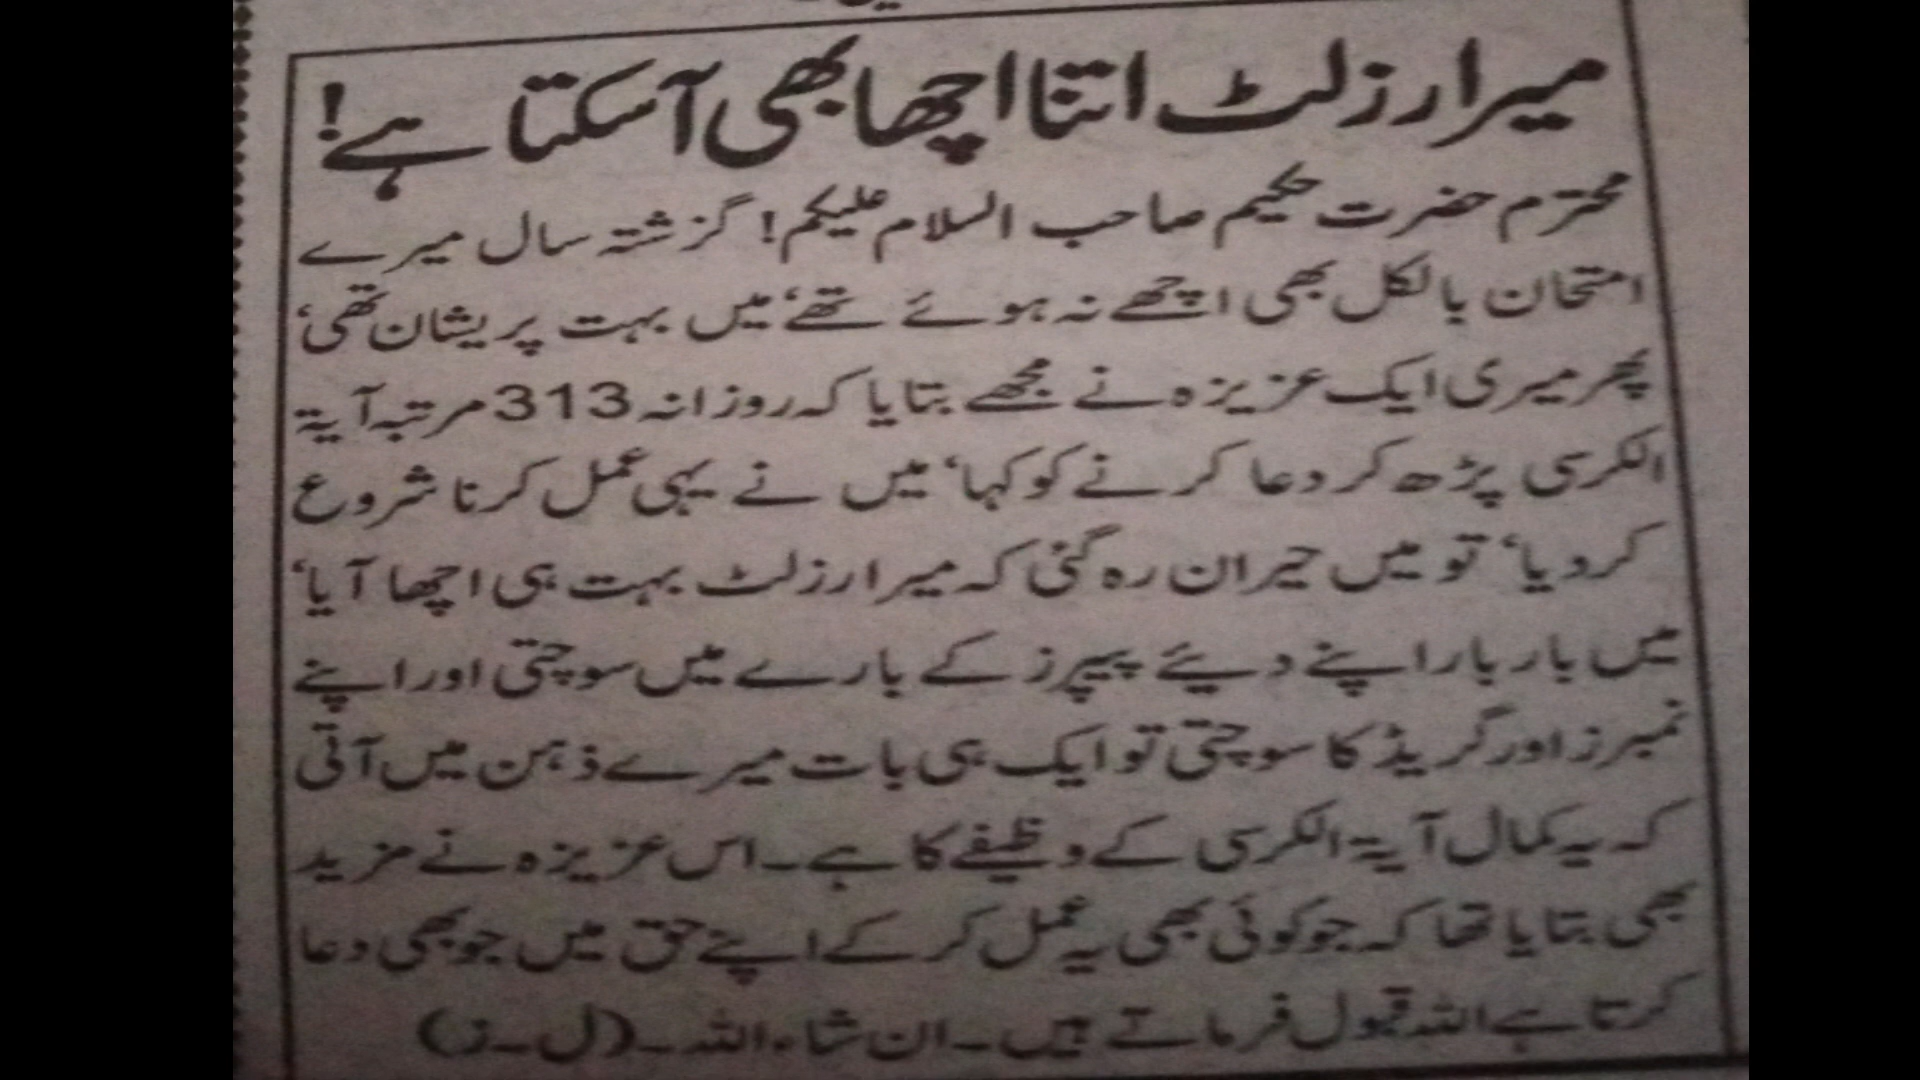 میرا رزلٹ اتنا اچھا بھی آسکتا ہے!
محترم حضرت حکیم صاحب السلام علیکم! گزشتہ سال میرے
امتحان بالکل بھی اچھے نہ ہوئے تھے‘ میں بہت پریشان تھی‘
پھر میری ایک عزیزہ نے مجھے بتایا کہ روزانہ 313 مرتبہ آیۃ
الکرسی پڑھ کر دعا کرنے کو کہا‘ میں نے یہی عمل کرنا شروع
کردیا‘ تو میں حیران رہ گئی کہ میرا رزلٹ بہت ہی اچھا آیا‘
میں بار بار اپنے دیئے پیپرز کے بارے میں سوچتی اور اپنے
نمبرز اور گریڈ کا سوچتی تو ایک ہی بات میرے ذہن میں آتی
کہ یہ کمال آیۃ الکرسی کے وظیفے کا ہے۔ اس عزیزہ نے مزید
بھی بتایا تھا کہ جو کوئی بھی یہ عمل کرکے اپنے حق میں جو بھی دعا
کرتا ہے اللہ قبول فرماتے ہیں۔ ان شاء اللہ۔ (ل۔ز)